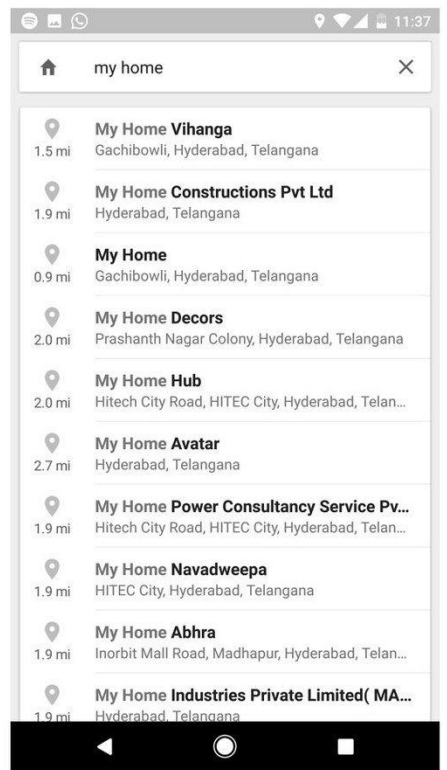 11:37
my home
My Home Vihanga
1.5 mi
Gachibowli, Hyderabad, Telangana
My Home Constructions Pvt Ltd
1.9 mi
Hyderabad, Telangana
My Home
0.9 mi
Gachibowli, Hyderabad, Telangana
My Home Decors
2.0 mi
Prashanth Nagar Colony, Hyderabad, Telangana
My Home Hub
2.0 mi
Hitech City Road, HITEC City, Hyderabad, Telan...
My Home Avatar
2.7 mi
Hyderabad, Telangana
My Home Power Consultancy Service Pv...
1.9 mi
Hitech City Road, HITEC City, Hyderabad, Telan...
My Home Navadweepa
1.9 mi
HITEC City, Hyderabad, Telangana
My Home Abhra
1.9 mi
Inorbit Mall Road, Madhapur, Hyderabad, Telan...
My Home Industries Private Limited( MA...
1.9 mi
Hyderabad, Telangana